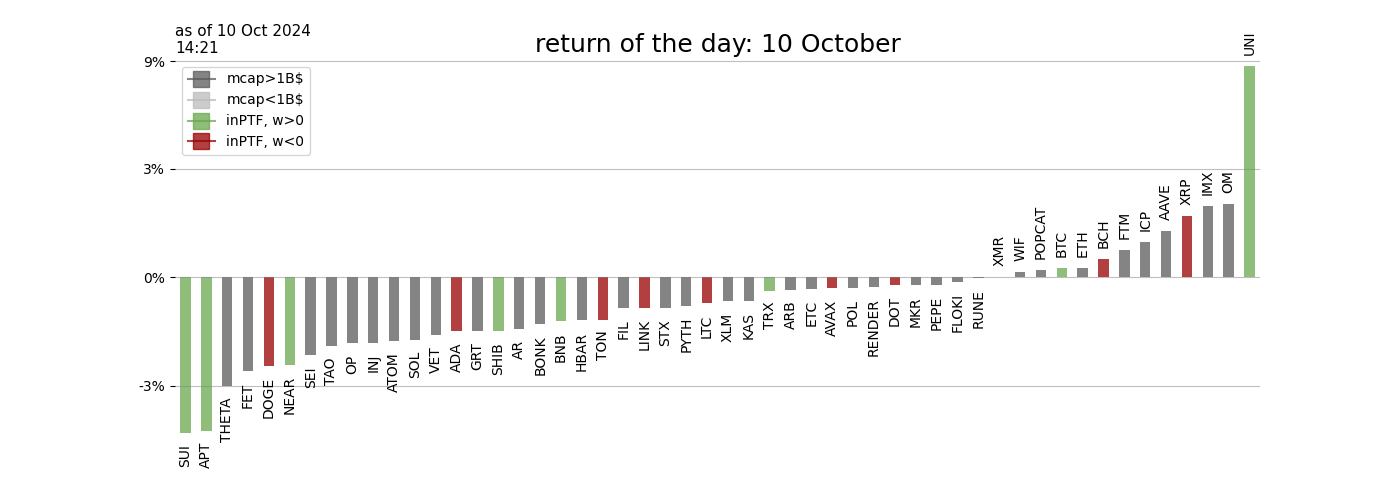 as of 10 Oct 2024
14:21
return of the day: 10 October
9%
3%
0%
-3%
mcap>1B$
mcap<1B$
inPTF, w>0
inPTF, w<0
SUI
APT
THETA
FET
DOGE
NEAR
SEI
TAO
OP
INJ
ATOM
SOL
VET
ADA
GRT
SHIB
AR
BONK
BNB
HBAR
TON
FIL
LINK
STX
PYTH
LTC
XLM
KAS
TRX
ARB
ETC
AVAX
POL
RENDER
DOT
MKR
PEPE
FLOKI
RUNE
XMR
WIF
POPCAT
BTC
ETH
BCH
FTM
ICP
AAVE
XRP
IMX
OM
UNI